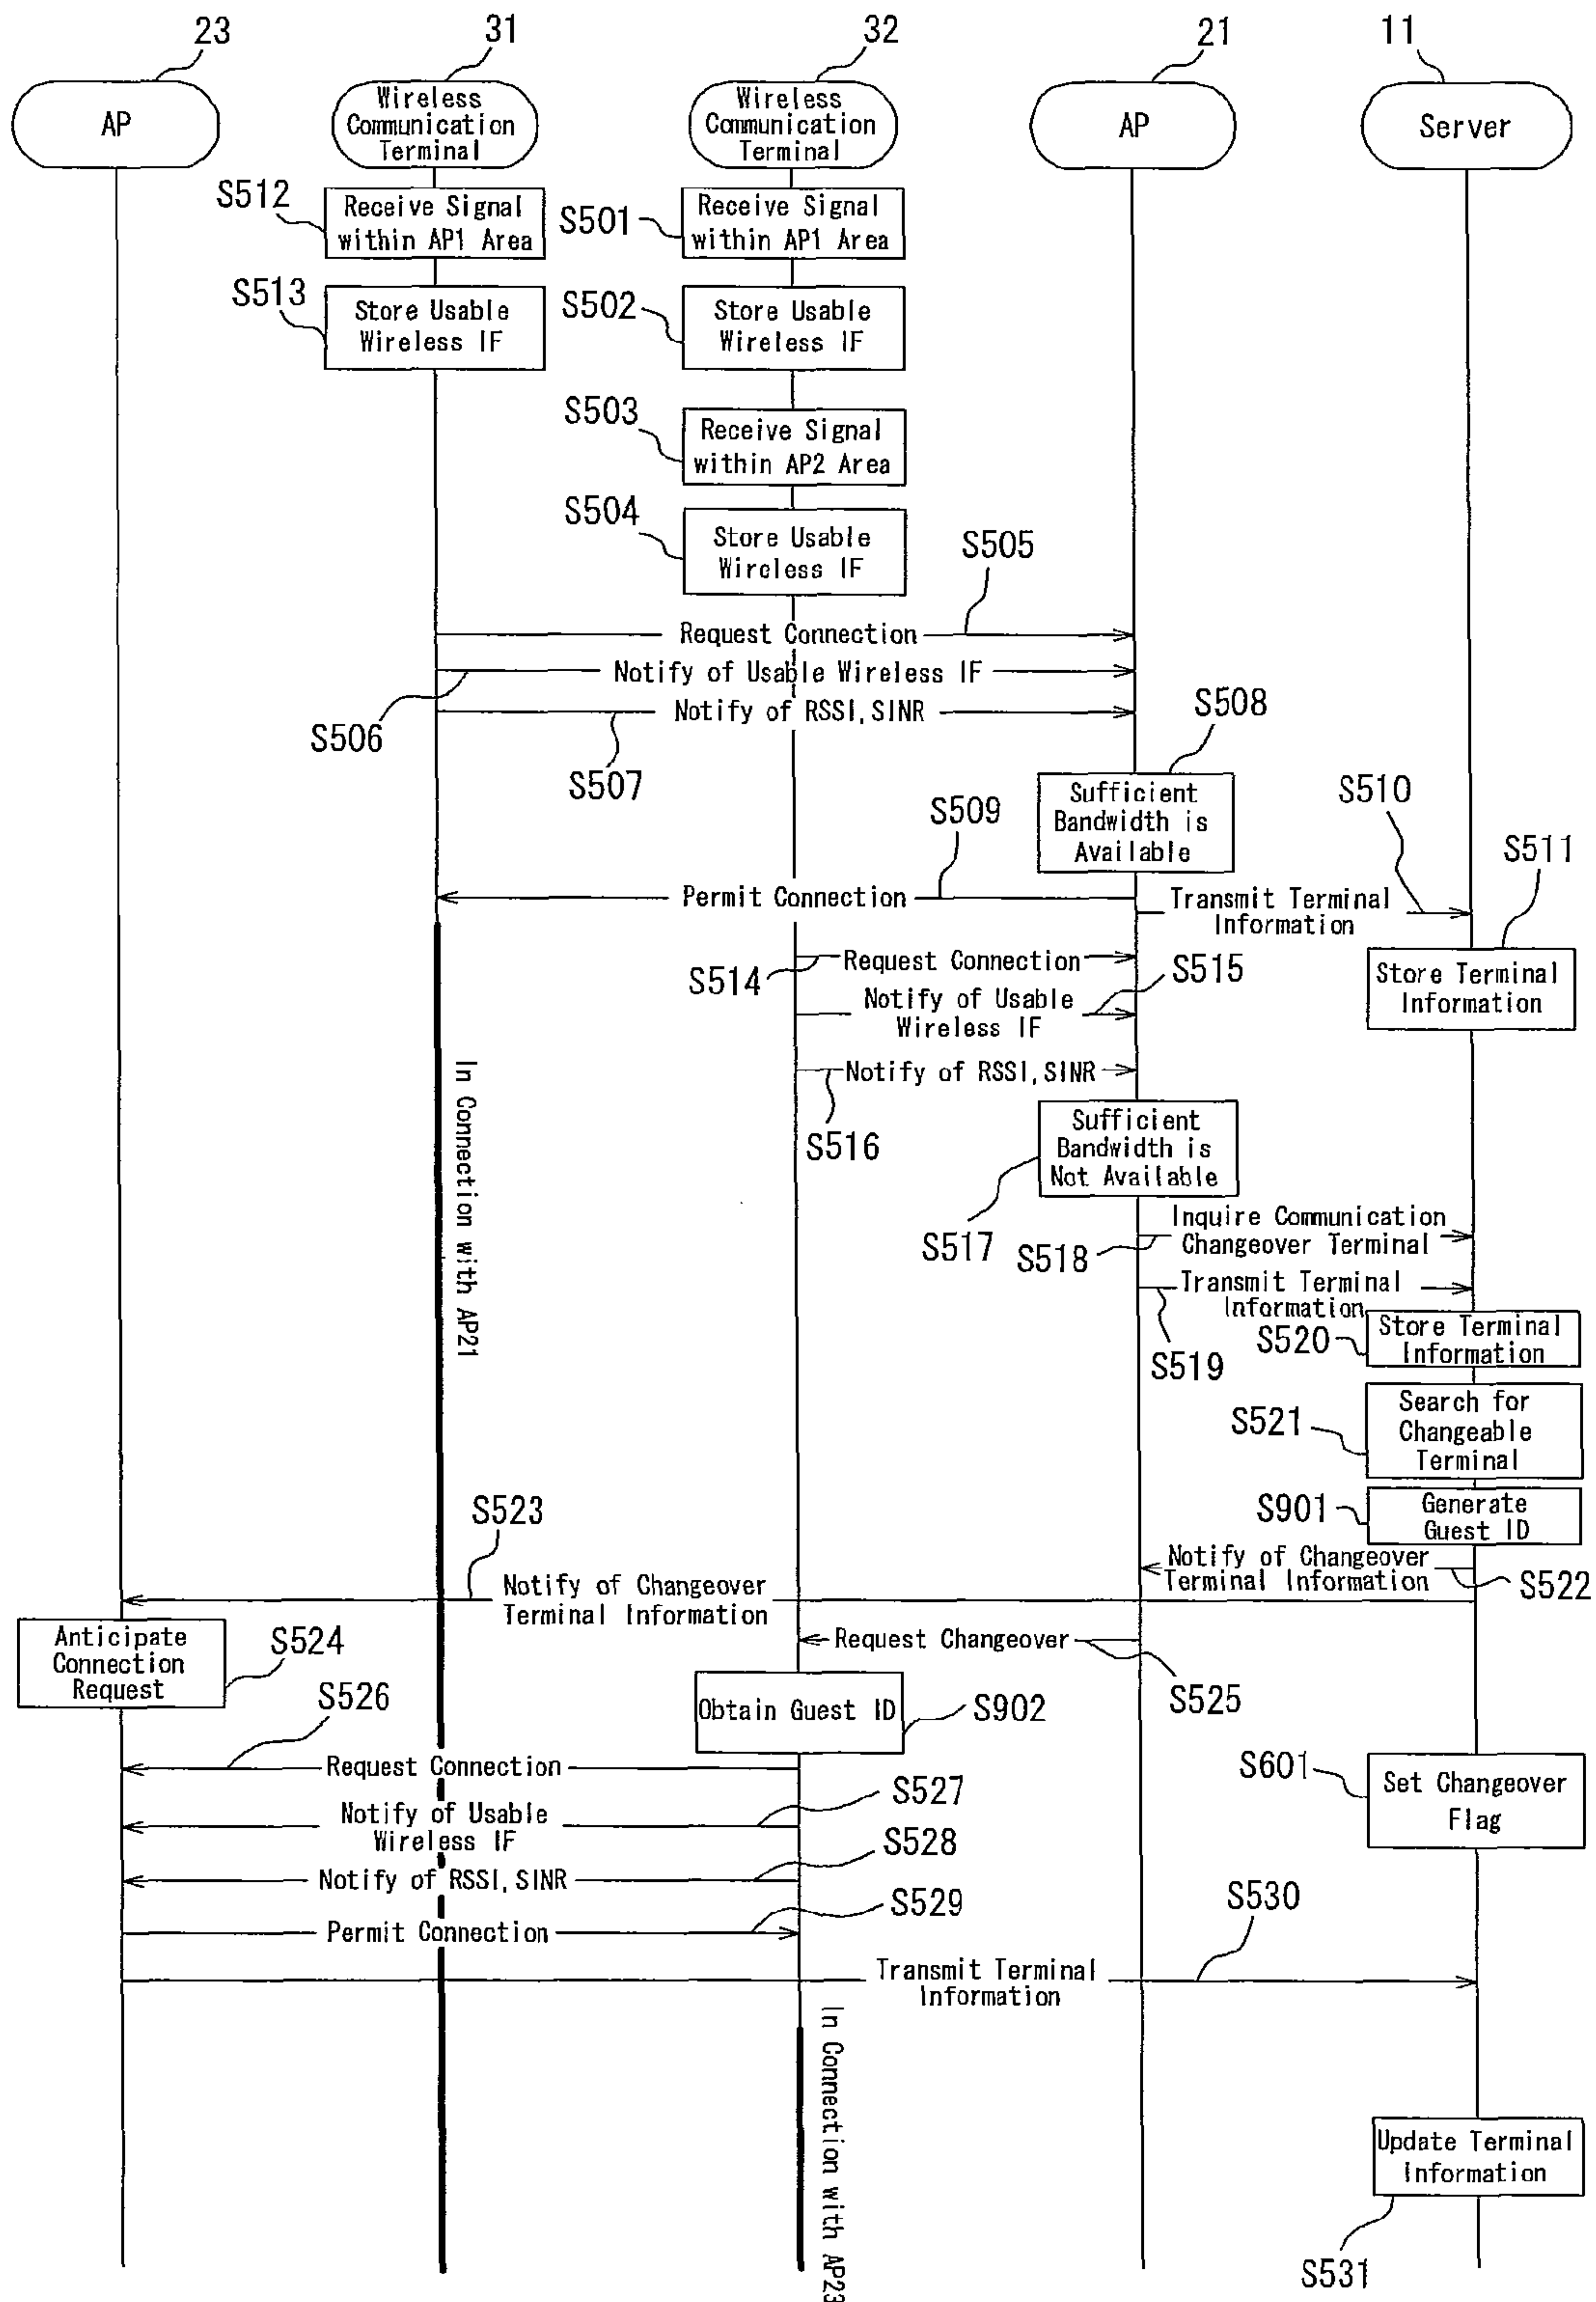 23
31
32
21
11
AP
Wireless
Communication
Terminal
Wireless
Communication
Terminal
AP
Server
S512
Receive Signal
within AP1 Area
S501
Receive Signal
within AP1 Area
S513
Store Usable
Wireless IF
S502
Store Usable
Wireless IF
S503
Receive Signal
within AP2 Area
S504
Store Usable
Wireless IF
S505
Request Connection
Notify of Usable Wireless IF
S506
Notify of RSSI,SINR
S507
S508
Sufficient
Bandwidth is
Available
S509
S510
S511
Permit Connection
Transmit Terminal
Information
Store Terminal
Information
S514
Request Connection
S515
Notify of Usable
Wireless IF
Notify of RSSI,SINR
S516
In Connection with AP21
Sufficient
Bandwidth is
Not Available
S517
S518
Inquire Communication
Changeover Terminal
Transmit Terminal
Information
S519
S520
Store Terminal
Information
S521
Search for
Changeable
Terminal
S901
Generate
Guest ID
S523
Notify of Changeover
Terminal Information
S522
Notify of Changeover
Terminal Information
Anticipate
Connection
Request
S524
Request Changeover
S525
Obtain Guest ID
S902
S526
Request Connection
S601
Set Changeover
Flag
Notify of Usable
Wireless IF
S527
S528
Notify of RSSI,SINR
S529
Permit Connection
S530
Transmit Terminal
Information
In Connection with AP23
Update Terminal
Information
S531